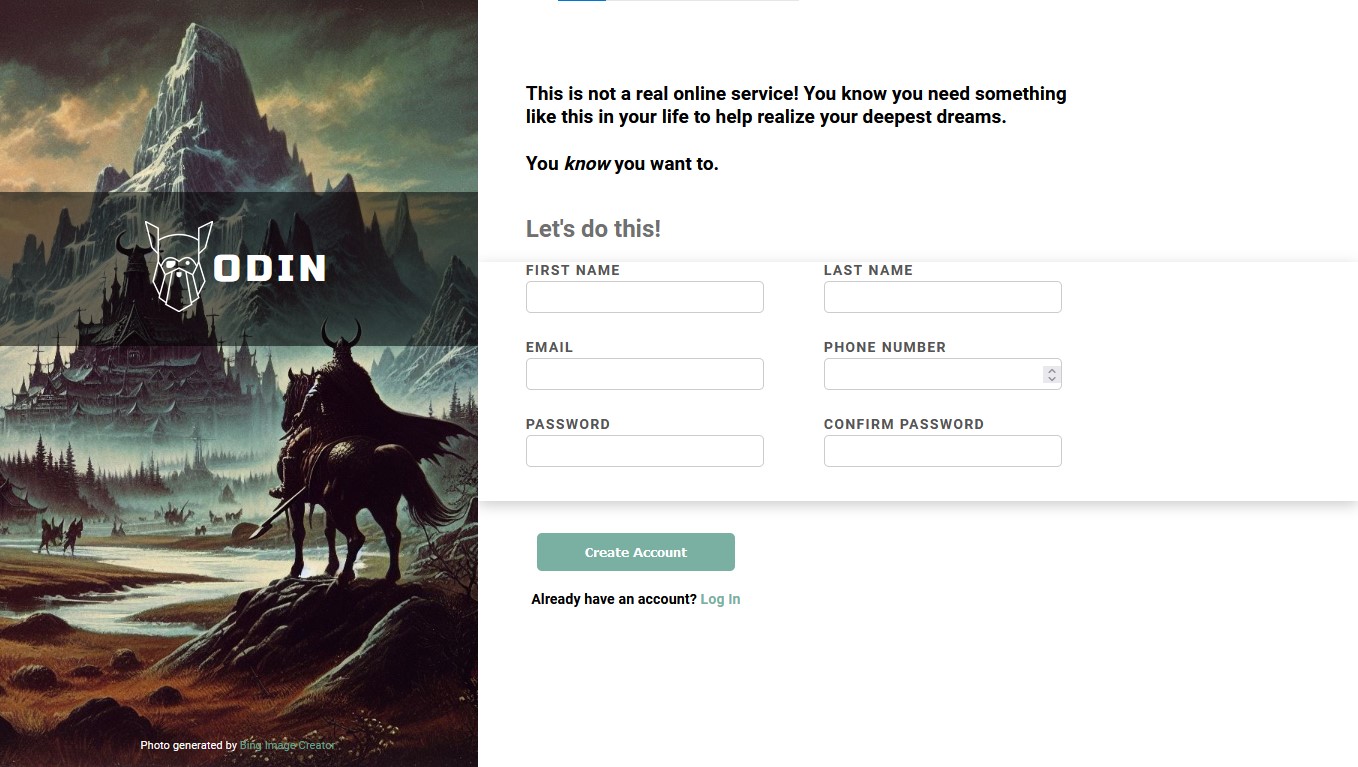 ODIN
Photo generated by Bing Image Creator
This is not a real online service! You know you need something
like this in your life to help realize your deepest dreams.
You know you want to.
Let's do this!
FIRST NAME
LAST NAME
EMAIL
PHONE NUMBER
PASSWORD
CONFIRM PASSWORD
Create Account
Already have an account? Log In